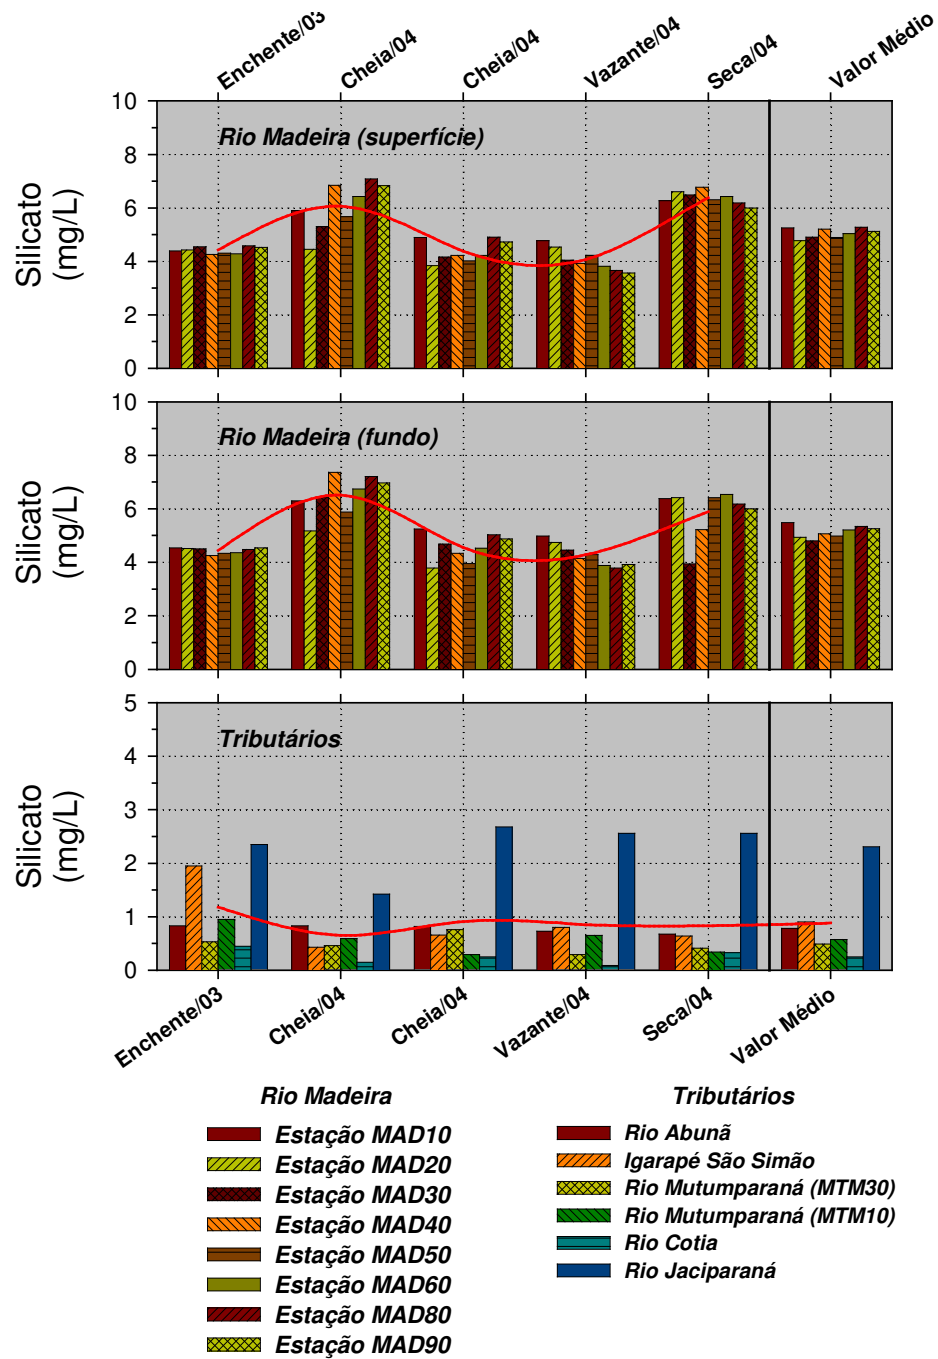 Enchente/03 Cheia/04 Cheia/04 Vazante/04 Seca/04 Valor Médio
10
8
6
4
2
0
Silicato
(mg/L)
Rio Madeira (superfície)
10
8
6
4
2
0
Silicato
(mg/L)
Rio Madeira (fundo)
5
4
3
2
1
0
Silicato
(mg/L)
Tributários
Enchente/03 Cheia/04 Cheia/04 Vazante/04 Seca/04 Valor Médio
Rio Madeira
Estação MAD10
Estação MAD20
Estação MAD30
Estação MAD40
Estação MAD50
Estação MAD60
Estação MAD80
Estação MAD90
Tributários
Rio Abunã
Igarapé São Simão
Rio Mutumparaná (MTM30)
Rio Mutumparaná (MTM10)
Rio Cotia
Rio Jaciparaná